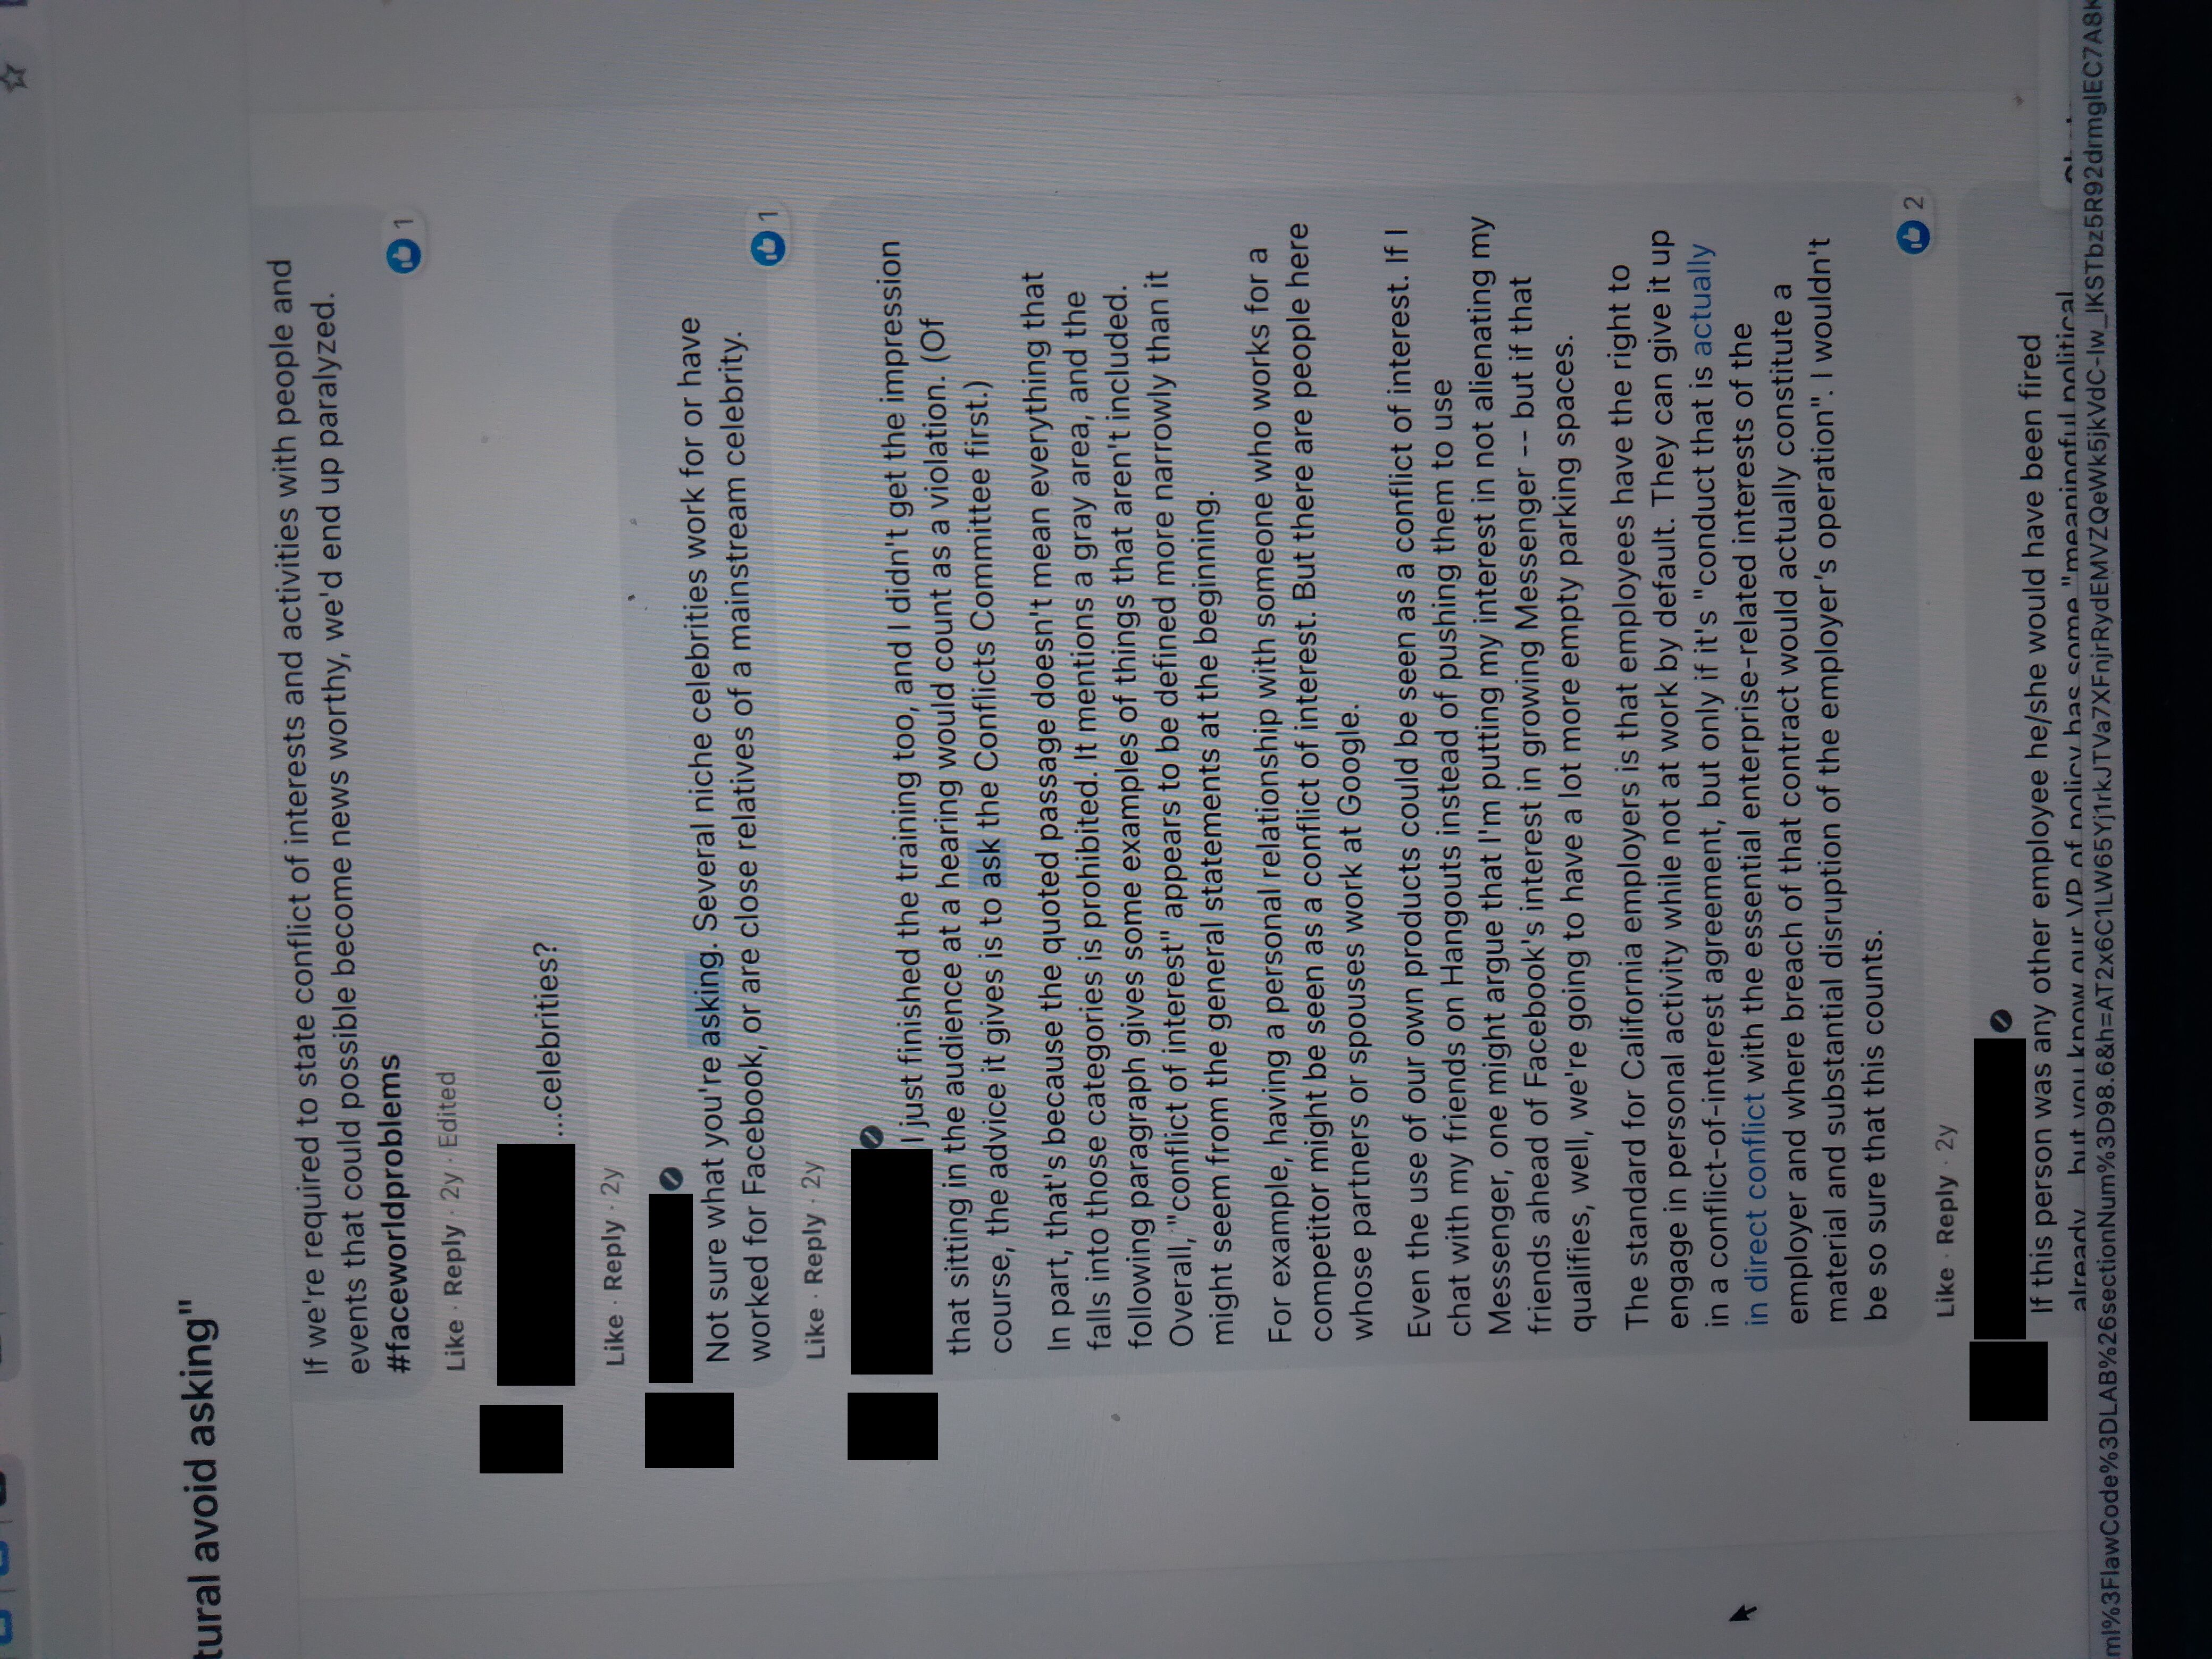 tural avoid asking"
If we're required to state conflict of interests and activities with people and
events that could possible become news worthy, we'd end up paralyzed.
#faceworldproblems
1
Like · Reply · 2y · Edited
...celebrities?
Like · Reply · 2y
Not sure what you're asking. Several niche celebrities work for or have
worked for Facebook, or are close relatives of a mainstream celebrity.
1
Like · Reply · 2y
I just finished the training too, and I didn't get the impression
that sitting in the audience at a hearing would count as a violation. (Of
course, the advice it gives is to ask the Conflicts Committee first.)
In part, that's because the quoted passage doesn't mean everything that
falls into those categories is prohibited. It mentions a gray area, and the
following paragraph gives some examples of things that aren't included.
Overall, "conflict of interest" appears to be defined more narrowly than it
might seem from the general statements at the beginning.
For example, having a personal relationship with someone who works for a
competitor might be seen as a conflict of interest. But there are people here
whose partners or spouses work at Google.
Even the use of our own products could be seen as a conflict of interest. If I
chat with my friends on Hangouts instead of pushing them to use
Messenger, one might argue that I'm putting my interest in not alienating my
friends ahead of Facebook's interest in growing Messenger -- but if that
qualifies, well, we're going to have a lot more empty parking spaces.
The standard for California employers is that employees have the right to
engage in personal activity while not at work by default. They can give it up
in a conflict-of-interest agreement, but only if it's "conduct that is actually
in direct conflict with the essential enterprise-related interests of the
employer and where breach of that contract would actually constitute a
material and substantial disruption of the employer's operation". I wouldn't
be so sure that this counts.
2
Like · Reply · 2y
If this person was any other employee he/she would have been fired
already... but you know our VP of policy has some "meaningful political
ml%3FlawCode%3DLAB%26sectionNum%3D98.6&h=AT2x6C1LW65Yj1rkJTVa7XFnjrRydEMVZQeWk5jkVdC-lw_lKSTbz5R92drmglEC7A8k